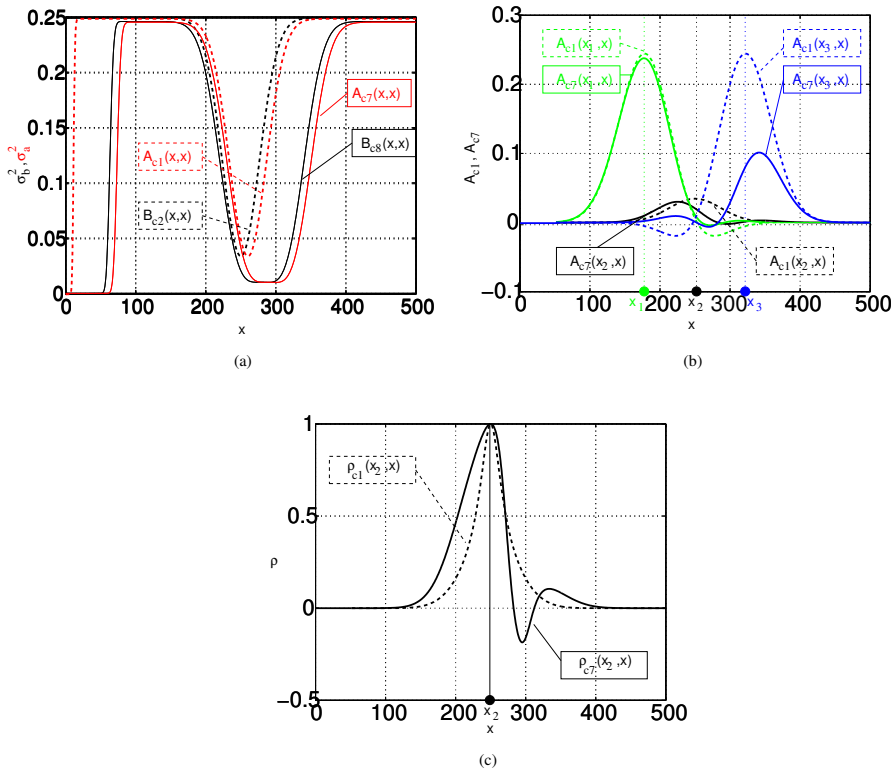 0.25
0.2
0.15
0.1
0.05
0
0 100 200 300 400 500
x
σ_b^2, σ_a^2
A_c7(x,x)
B_c8(x,x)
A_c1(x,x)
B_c2(x,x)
(a)
0.3
0.2
0.1
0
−0.1
0 100 200 300 400 500
x_1 x_2 x_3
x
A_c1 , A_c7
A_c1(x_1,x)
A_c7(x_1,x)
A_c1(x_3,x)
A_c7(x_3,x)
A_c7(x_2,x)
A_c1(x_2,x)
(b)
1
0.5
0
−0.5
0 100 200 300 400 500
x_2
x
ρ
ρ_c1(x_2,x)
ρ_c7(x_2,x)
(c)